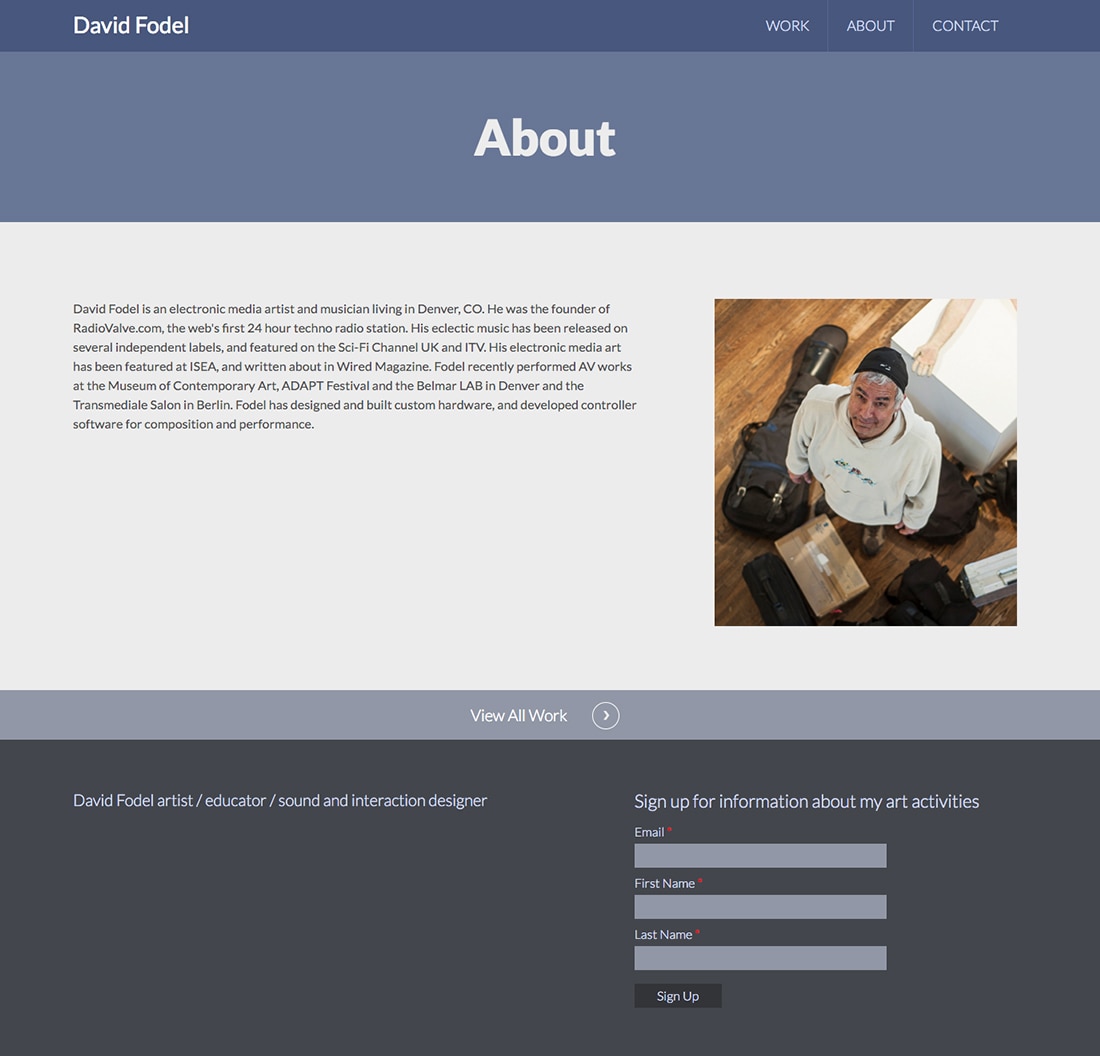 David Fodel
WORK
ABOUT
CONTACT
About
David Fodel is an electronic media artist and musician living in Denver, CO. He was the founder of
RadioValve.com, the web's first 24 hour techno radio station. His eclectic music has been released on
several independent labels, and featured on the Sci-Fi Channel UK and ITV. His electronic media art
has been featured at ISEA, and written about in Wired Magazine. Fodel recently performed AV works
at the Museum of Contemporary Art, ADAPT Festival and the Belmar LAB in Denver and the
Transmediale Salon in Berlin. Fodel has designed and built custom hardware, and developed controller
software for composition and performance.
View All Work
David Fodel artist / educator / sound and interaction designer
Sign up for information about my art activities
Email *
First Name *
Last Name *
Sign Up